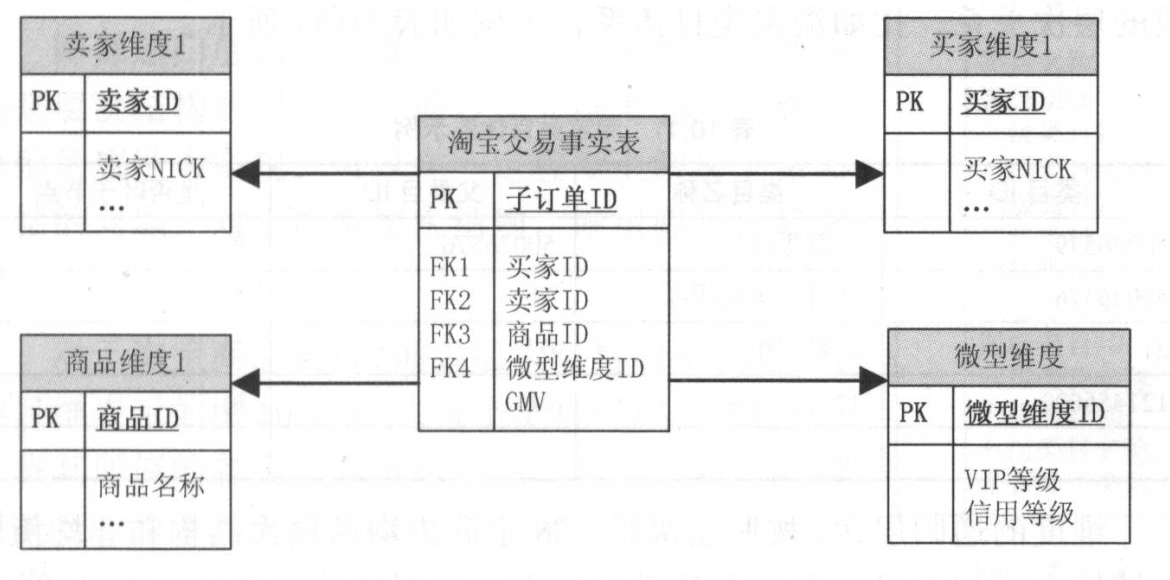 卖家维度1
PK 卖家ID
卖家NICK
...
买家维度1
PK 买家ID
买家NICK
...
淘宝交易事实表
PK 子订单ID
FK1 买家ID
FK2 卖家ID
FK3 商品ID
FK4 微型维度ID
GMV
商品维度1
PK 商品ID
商品名称
...
微型维度
PK 微型维度ID
VIP等级
信用等级